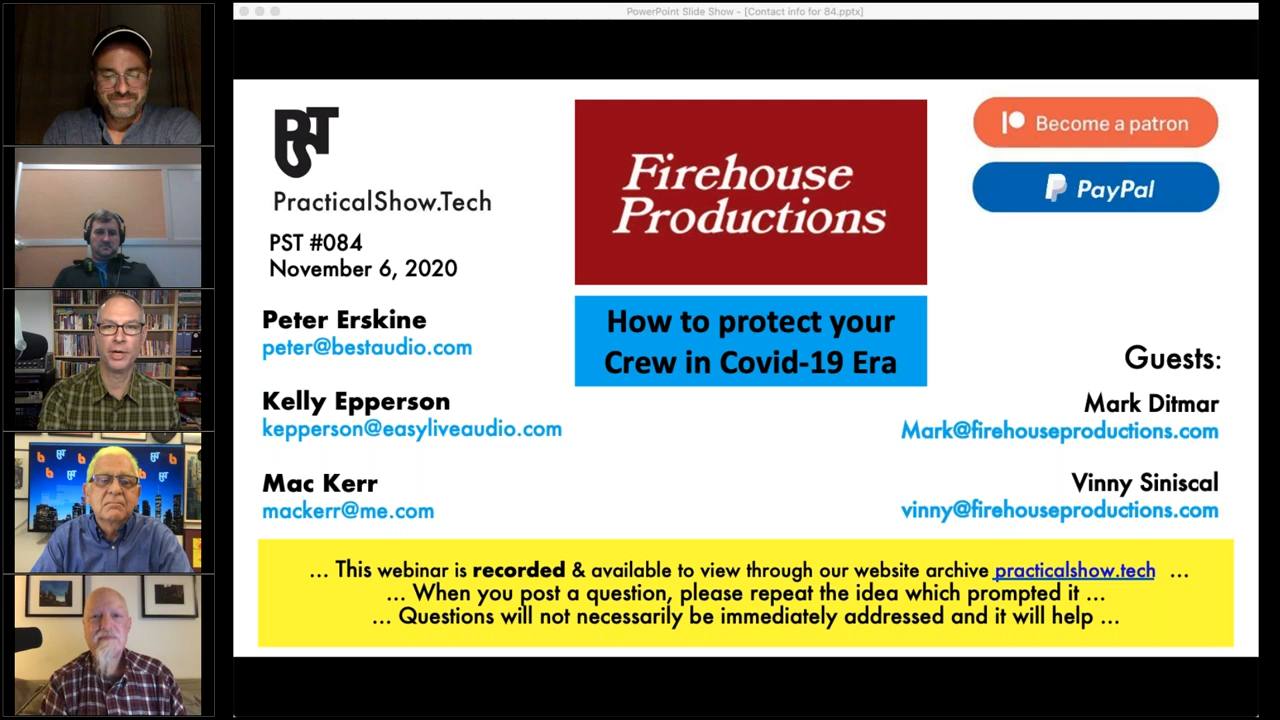 PowerPoint Slide Show - [Contact info for 84.pptx]
PST
PracticalShow.Tech
PST #084
November 6, 2020
Peter Erskine
peter@bestaudio.com
Kelly Epperson
kepperson@easyliveaudio.com
Mac Kerr
mackerr@me.com
Firehouse
Productions
How to protect your
Crew in Covid-19 Era
Become a patron
PayPal
Guests:
Mark Ditmar
Mark@firehouseproductions.com
Vinny Siniscal
vinny@firehouseproductions.com
... This webinar is recorded & available to view through our website archive practicalshow.tech ...
... When you post a question, please repeat the idea which prompted it ...
... Questions will not necessarily be immediately addressed and it will help ...